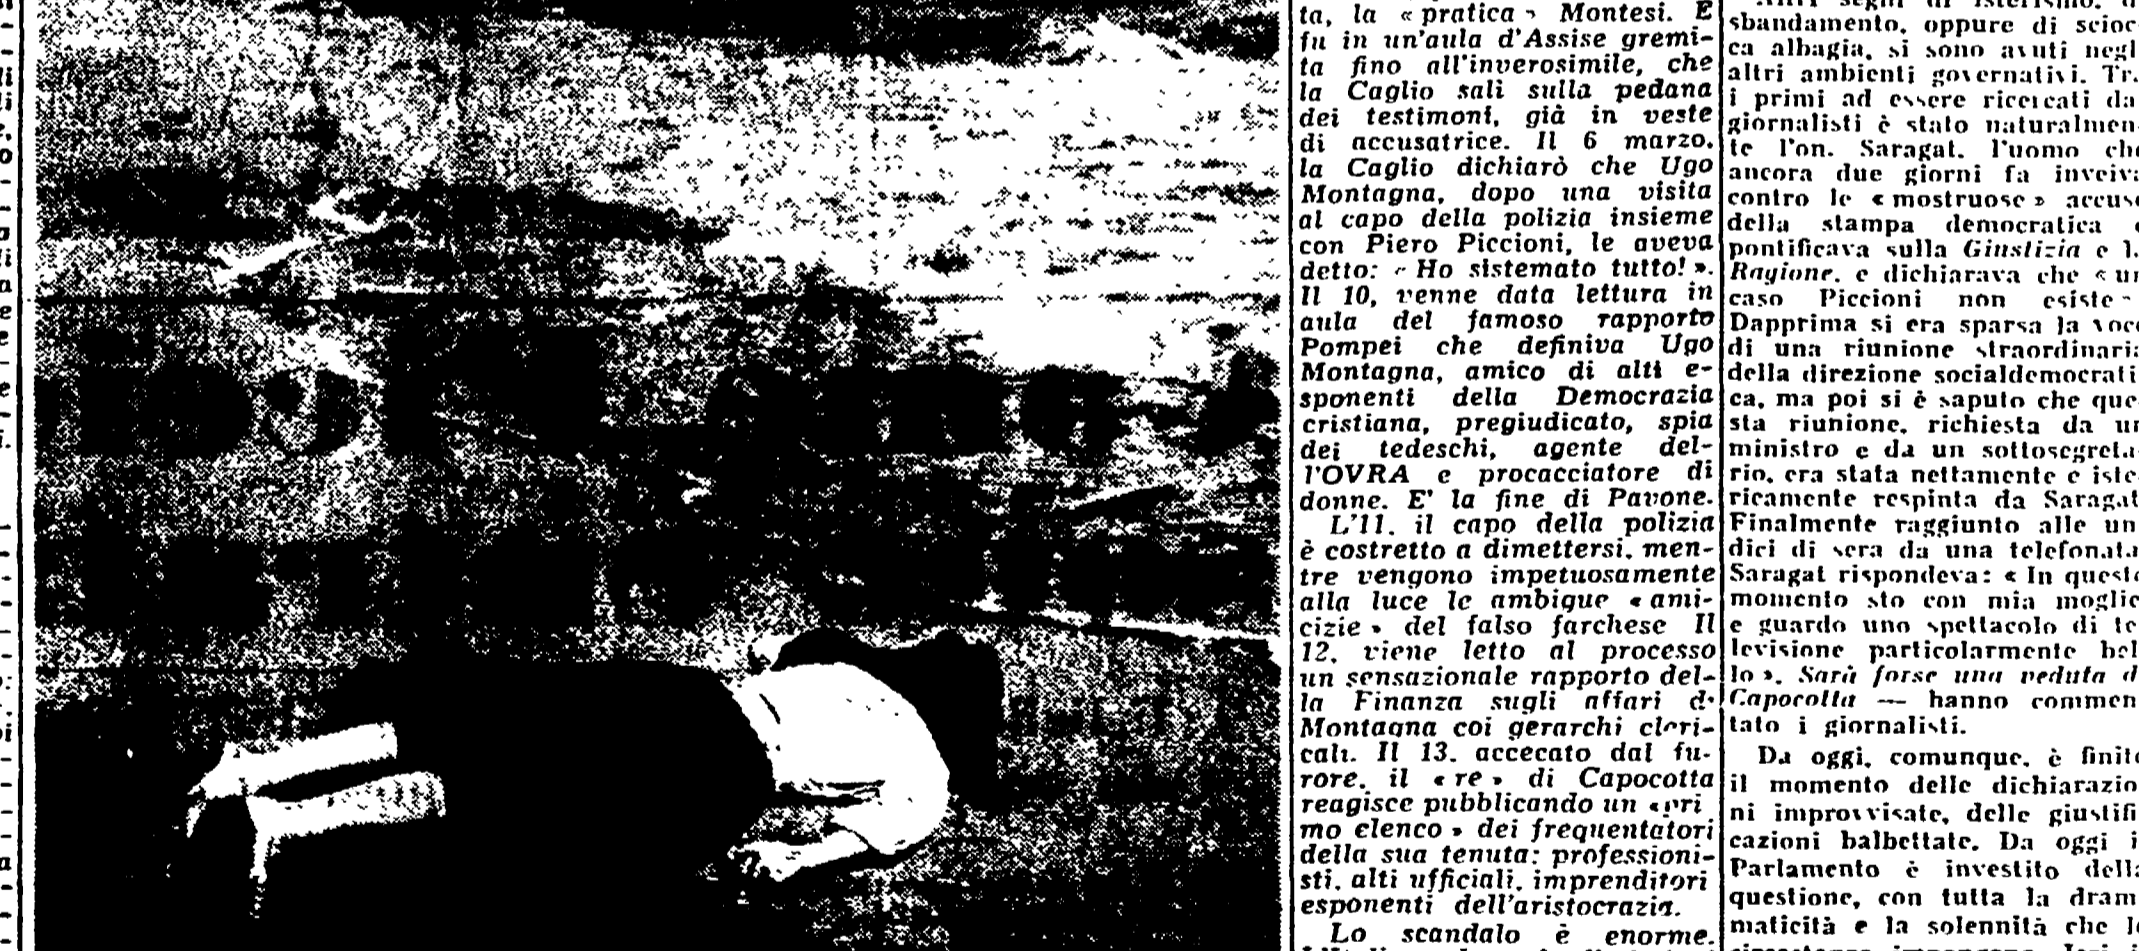 ta, la « pratica » Montesi. E
fu in un'aula d'Assise gremi-
ta fino all'inverosimile, che
la Caglio salì sulla pedana
dei testimoni, già in veste
di accusatrice. Il 6 marzo,
la Caglio dichiarò che Ugo
Montagna, dopo una visita
al capo della polizia insieme
con Piero Piccioni, le aveva
detto: « Ho sistemato tutto! ».
Il 10, venne data lettura in
aula del famoso rapporto
Pompei che definiva Ugo
Montagna, amico di alti e-
sponenti della Democrazia
cristiana, pregiudicato, spia
dei tedeschi, agente del-
l'OVRA e procacciatore di
donne. E' la fine di Pavone.
L'11, il capo della polizia
è costretto a dimettersi, men-
tre vengono impetuosamente
alla luce le ambigue « ami-
cizie » del falso farchese Il
12, viene letto al processo
un sensazionale rapporto del-
la Finanza sugli affari di
Montagna coi gerarchi cleri-
cali. Il 13, accecato dal fu-
rore, il « re » di Capocotta
reagisce pubblicando un « pri
mo elenco » dei frequentatori
della sua tenuta: professioni-
sti, alti ufficiali, imprenditori
esponenti dell'aristocrazia.
Lo scandalo è enorme.
sbandamento, oppure di scioc
ca albagia, si sono avuti negl
altri ambienti governativi. Tr
i primi ad essere ricercati da
giornalisti è stato naturalmen-
te l'on. Saragat, l'uomo che
ancora due giorni fa inveiva
contro le « mostruose » accuse
della stampa democratica e
pontificava sulla Giustizia e l
Ragione, e dichiarava che « un
caso Piccioni non esiste »
Dapprima si era sparsa la voce
di una riunione straordinaria
della direzione socialdemocrati
ca, ma poi si è saputo che que
sta riunione, richiesta da un
ministro e da un sottosegreta-
rio, era stata nettamente e iste-
ricamente respinta da Saragat
Finalmente raggiunto alle un
dici di sera da una telefonata
Saragat rispondeva: « In questo
momento sto con mia moglie
e guardo uno spettacolo di te
levisione particolarmente bel
lo ». Sarà forse una veduta d
Capocotta — hanno commen
tato i giornalisti.
Da oggi, comunque, è finito
il momento delle dichiarazio
ni improvvisate, delle giustifi
cazioni balbettate. Da oggi i
Parlamento è investito della
questione, con tutta la dram
maticità e la solennità che le